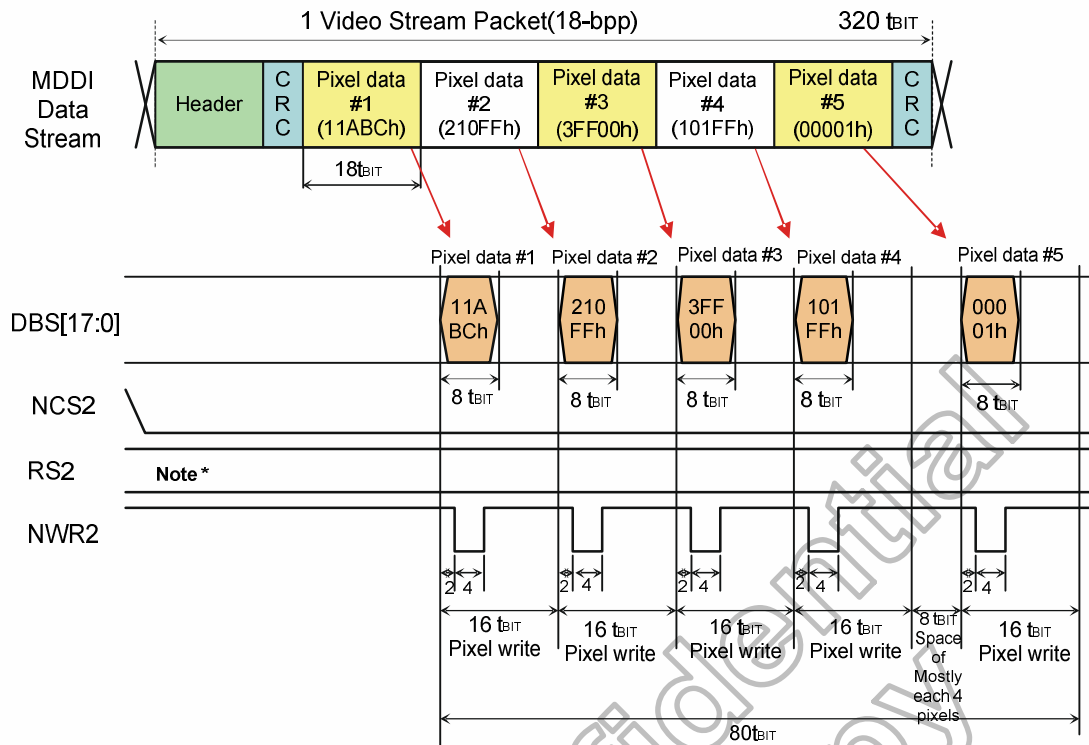 1 Video Stream Packet(18-bpp) 320 tBIT
MDDI
Data
Stream
Header
C
R
C
Pixel data
#1
(11ABCh)
Pixel data
#2
(210FFh)
Pixel data
#3
(3FF00h)
Pixel data
#4
(101FFh)
Pixel data
#5
(00001h)
C
R
C
18tBIT
Pixel data #1
Pixel data #2
Pixel data #3
Pixel data #4
Pixel data #5
DBS[17:0]
11A
BCh
210
FFh
3FF
00h
101
FFh
000
01h
8 tBIT
8 tBIT
8 tBIT
8 tBIT
8 tBIT
NCS2
RS2
Note *
NWR2
2 4
2 4
2 4
2 4
2 4
16 tBIT
Pixel write
16 tBIT
Pixel write
16 tBIT
Pixel write
16 tBIT
Pixel write
8 tBIT
Space
of
Mostly
each 4
pixels
16 tBIT
Pixel write
80tBIT